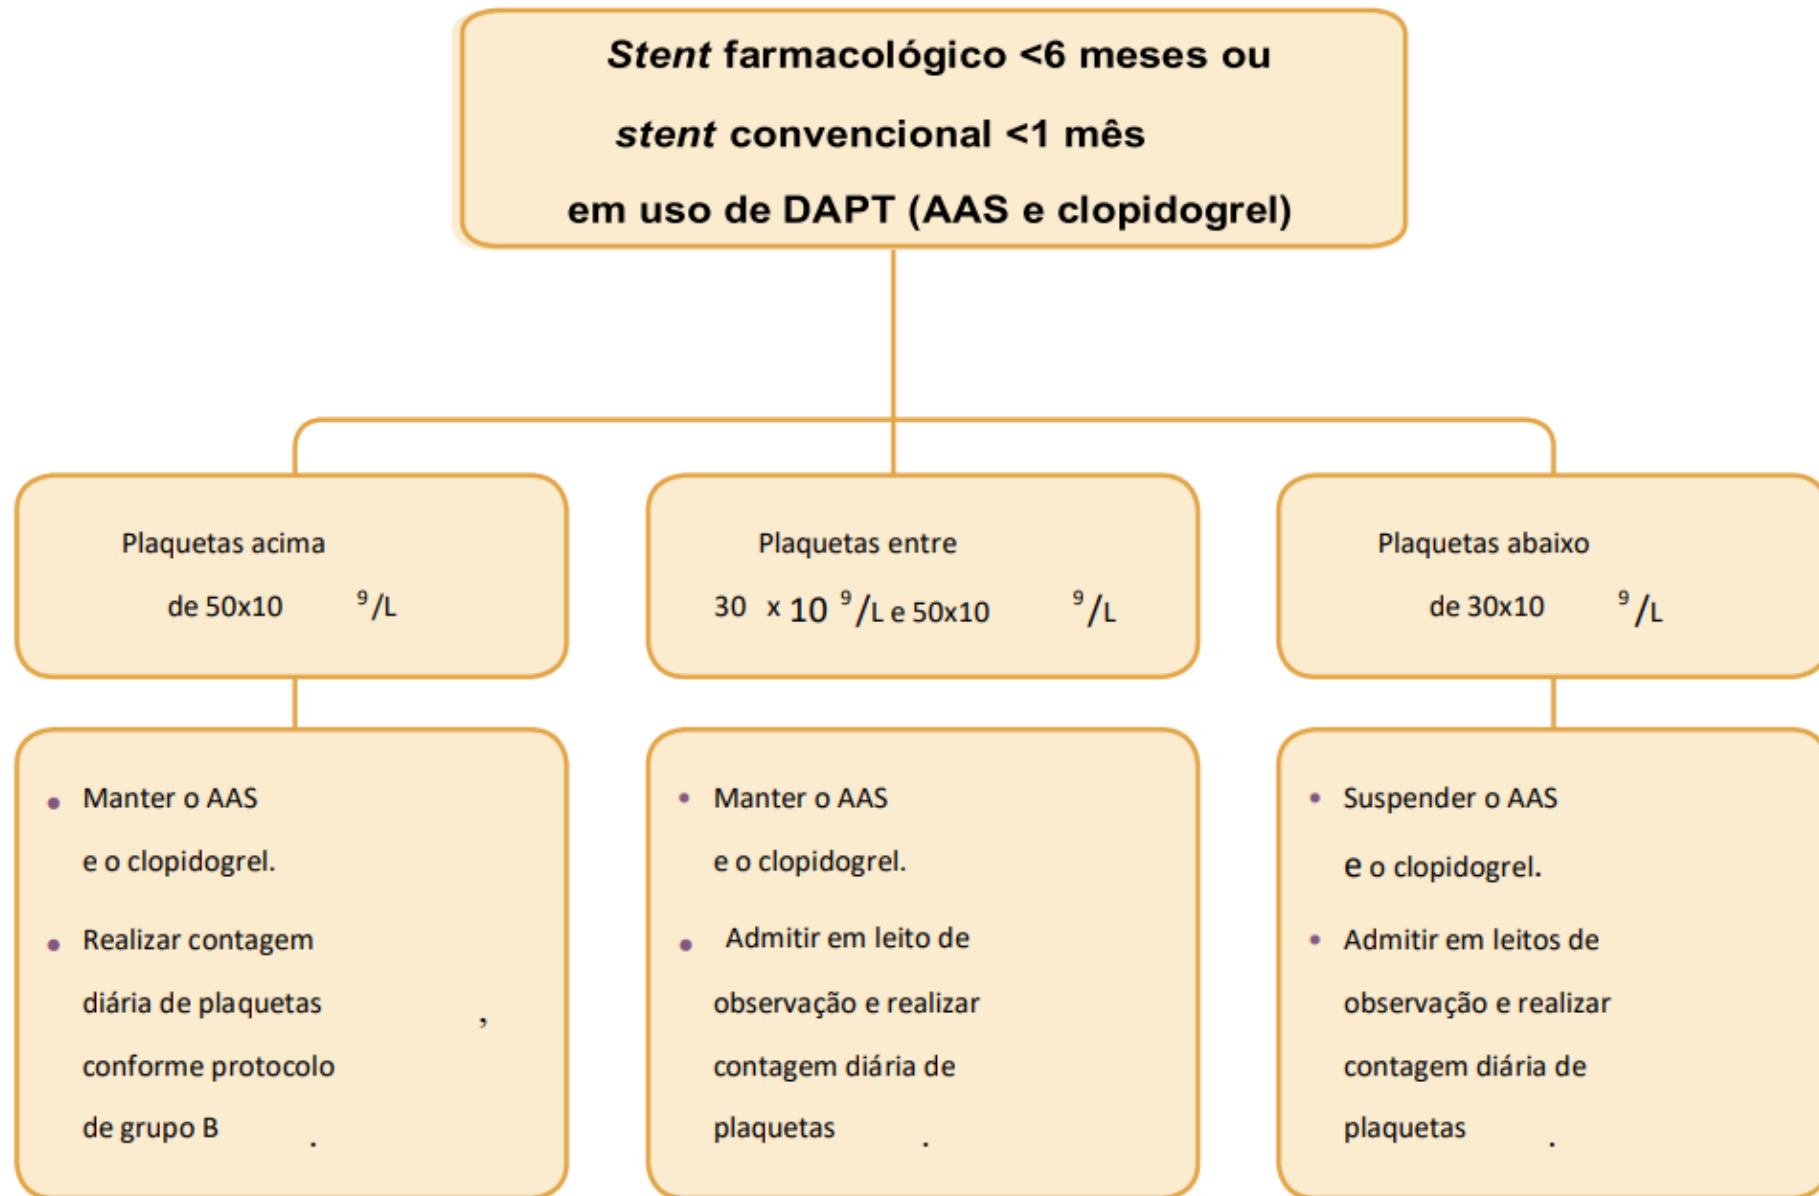 Stent farmacológico <6 meses ou
stent convencional <1 mês
em uso de DAPT (AAS e clopidogrel)
Plaquetas acima
de 50x10 ⁹/L
Plaquetas entre
30 x 10 ⁹/L e 50x10 ⁹/L
Plaquetas abaixo
de 30x10 ⁹/L
• Manter o AAS
e o clopidogrel.
• Realizar contagem
diária de plaquetas ,
conforme protocolo
de grupo B .
• Manter o AAS
e o clopidogrel.
• Admitir em leito de
observação e realizar
contagem diária de
plaquetas .
• Suspender o AAS
e o clopidogrel.
• Admitir em leitos de
observação e realizar
contagem diária de
plaquetas .